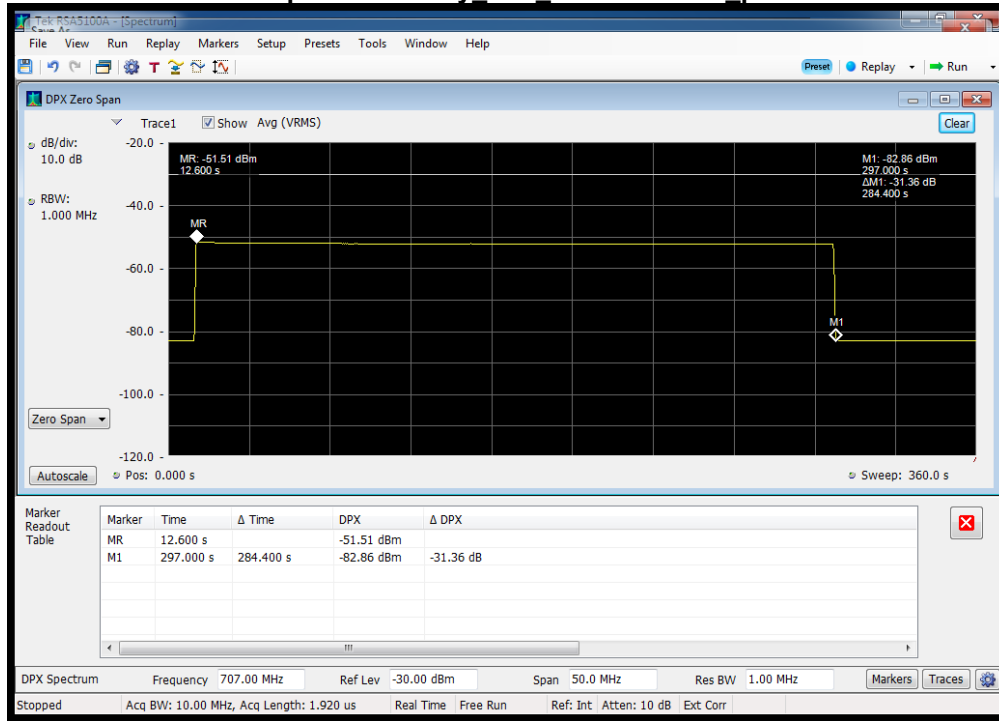 Tek RSA5100A - [Spectrum]
File View Run Replay Markers Setup Presets Tools Window Help
Preset Replay Run
DPX Zero Span
Trace1 Show Avg (VRMS) Clear
dB/div: -20.0
10.0 dB
MR: -51.51 dBm M1: -82.86 dBm
12.600 s 297.000 s
ΔM1: -31.36 dB
284.400 s
RBW: -40.0
1.000 MHz
MR
-60.0
-80.0 M1
-100.0
Zero Span
-120.0
Autoscale Pos: 0.000 s Sweep: 360.0 s
Marker
Readout
Table
Marker Time Δ Time DPX Δ DPX
MR 12.600 s -51.51 dBm
M1 297.000 s 284.400 s -82.86 dBm -31.36 dB
DPX Spectrum Frequency 707.00 MHz Ref Lev -30.00 dBm Span 50.0 MHz Res BW 1.00 MHz Markers Traces
Stopped Acq BW: 10.00 MHz, Acq Length: 1.920 us Real Time Free Run Ref: Int Atten: 10 dB Ext Corr